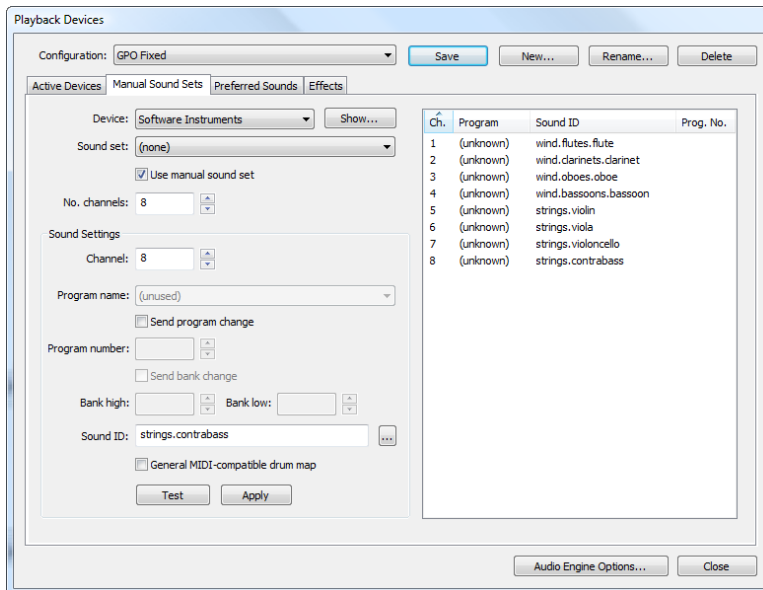 Playback Devices
Configuration: GPO Fixed Save New... Rename... Delete
Active Devices Manual Sound Sets Preferred Sounds Effects
Device: Software Instruments Show...
Sound set: (none)
Use manual sound set
No. channels: 8
Sound Settings
Channel: 8
Program name: (unused)
Send program change
Program number:
Send bank change
Bank high: Bank low:
Sound ID: strings.contrabass ...
General MIDI-compatible drum map
Test Apply
Ch. Program Sound ID Prog. No.
1 (unknown) wind.flutes.flute
2 (unknown) wind.clarinets.clarinet
3 (unknown) wind.oboes.oboe
4 (unknown) wind.bassoons.bassoon
5 (unknown) strings.violin
6 (unknown) strings.viola
7 (unknown) strings.violoncello
8 (unknown) strings.contrabass
Audio Engine Options... Close